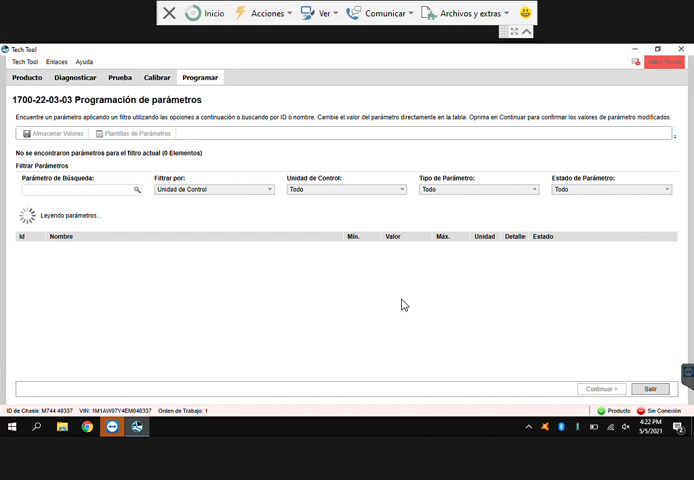 Inicio Acciones Ver Comunicar Archivos y extras
Tech Tool
Tech Tool Enlaces Ayuda
Producto Diagnosticar Prueba Calibrar Programar
1700-22-03-03 Programación de parámetros
Encuentre un parámetro aplicando un filtro utilizando las opciones a continuación o buscando por ID o nombre. Cambie el valor del parámetro directamente en la tabla. Oprima en Continuar para confirmar los valores de parámetro modificados.
Almacenar Valores Plantillas de Parámetros
No se encontraron parámetros para el filtro actual (0 Elementos)
Filtrar Parámetros
Parámetro de Búsqueda: Filtrar por: Unidad de Control: Tipo de Parámetro: Estado de Parámetro:
Unidad de Control Todo Todo Todo
Leyendo parámetros...
Id Nombre Mín. Valor Máx. Unidad Detalle Estado
Continuar > Salir
ID de Chasis: M744 40337 VIN: 1M1AW07Y4EM040337 Orden de Trabajo: 1 Producto Sin Conexión
4:22 PM
5/5/2021
2